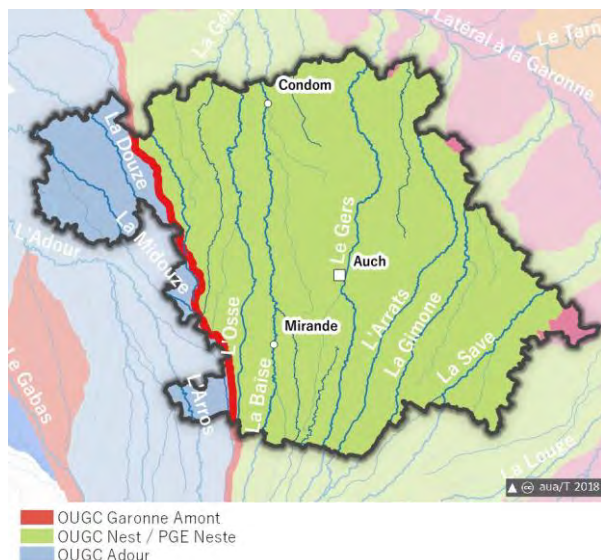 La Gé
Latéral à la Garonne
Le Tarn
Condom
La Douze
La Midouze
L'Adour
Le Gers
Auch
L'Osse
Mirande
L'Arrats
La Gimone
La Save
La Baïse
Le Gabas
L'Arros
La Louge
aua/T 2018
OUGC Garonne Amont
OUGC Nest / PGE Neste
OUGC Adour